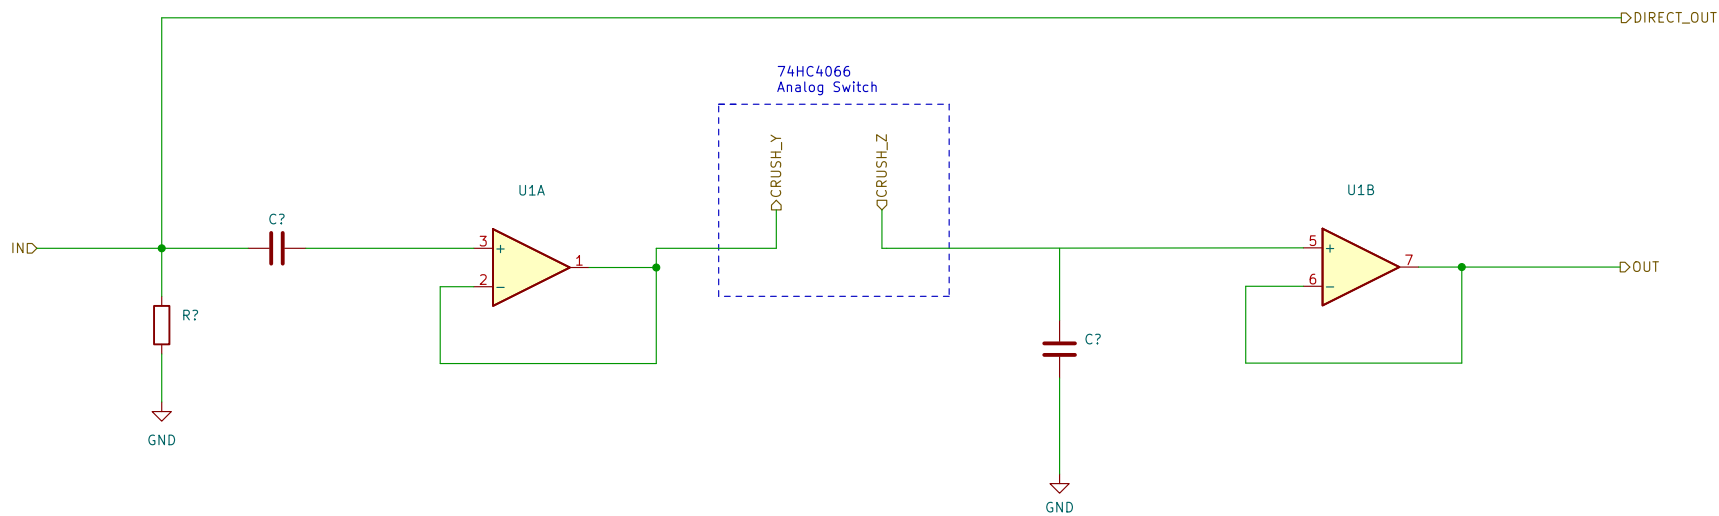 DIRECT_OUT
74HC4066
Analog Switch
CRUSH_Y
CRUSH_Z
U1A
U1B
C?
IN
3
+
1
2
−
5
+
7
6
−
OUT
R?
C?
GND
GND